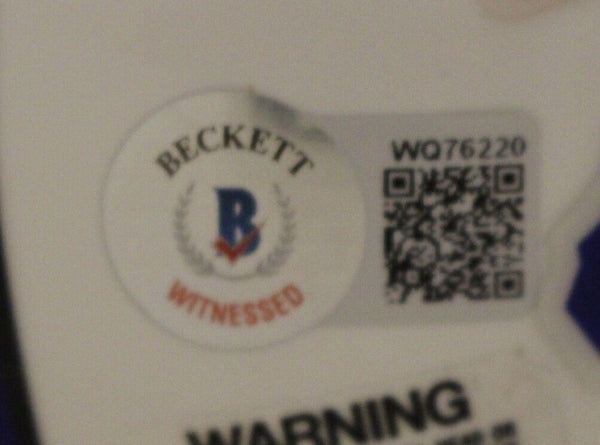 BECKETT
B
WITNESSED
WQ76220
WARNING